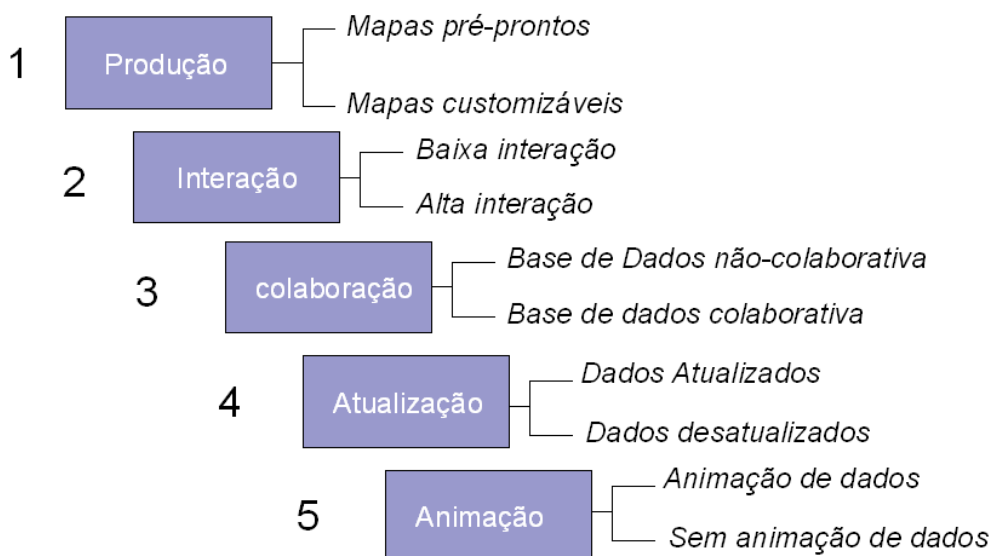 Mapas pré-prontos
1 Produção
Mapas customizáveis
Baixa interação
2 Interação
Alta interação
Base de Dados não-colaborativa
3 colaboração
Base de dados colaborativa
Dados Atualizados
4 Atualização
Dados desatualizados
Animação de dados
5 Animação
Sem animação de dados